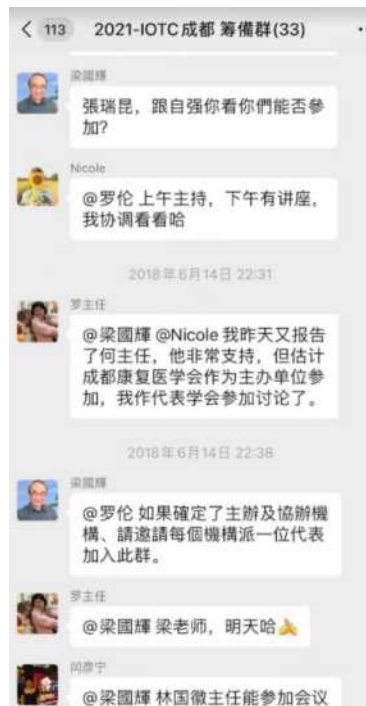 113
2021-IOTC成都 筹備群(33)
梁國輝
張瑞昆，跟自强你看你們能否參
加?
Nicole
@罗伦 上午主持，下午有讲座，
我协调看看哈
2018年6月14日 22:31
罗主任
@梁國輝 @Nicole 我昨天又报告
了何主任，他非常支持，但估计
成都康复医学会作为主办单位参
加，我作代表学会参加讨论了。
2018年6月14日 22:38
梁國輝
@罗伦 如果確定了主辦及協辦機
構、請邀請每個機構派一位代表
加入此群。
罗主任
@梁國輝 梁老师，明天哈🙏
闫彦宁
@梁國輝 林国徽主任能参加会议